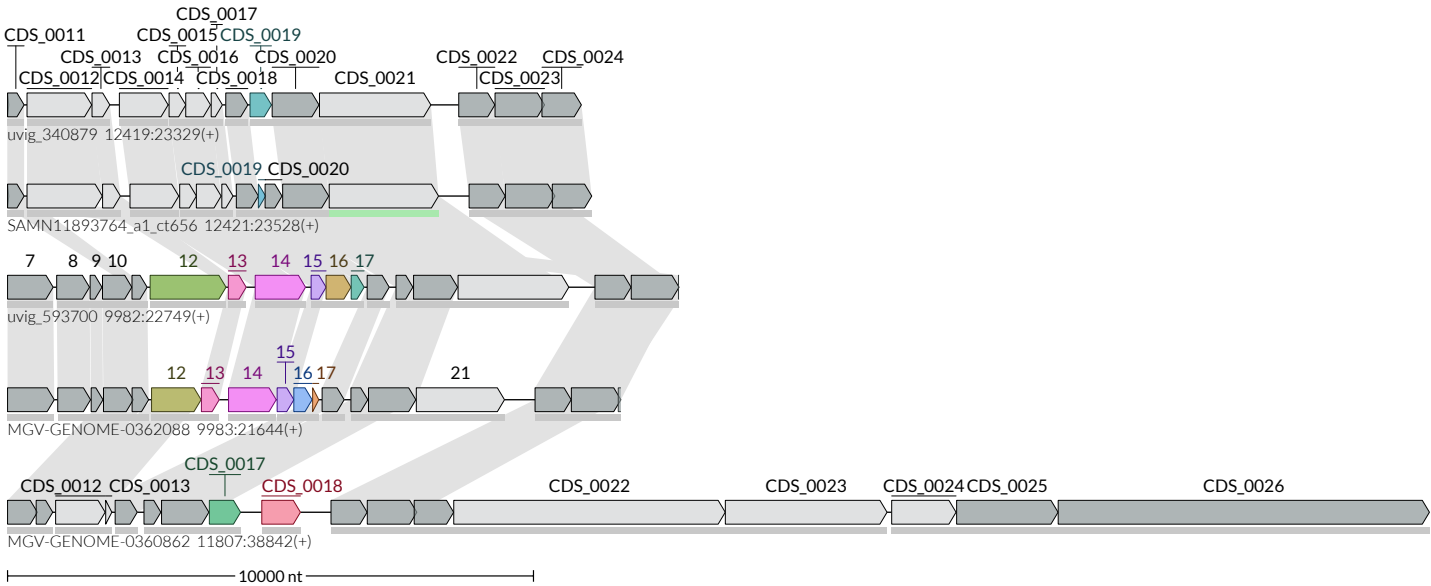 CDS_0017
CDS_0011 CDS_0015 CDS_0019
CDS_0013 CDS_0016 CDS_0020 CDS_0022 CDS_0024
CDS_0012 CDS_0014 CDS_0018 CDS_0021 CDS_0023
uvig_340879 12419:23329(+)
CDS_0019 CDS_0020
SAMN11893764_a1_ct656 12421:23528(+)
7 8 9 10 12 13 14 15 16 17
uvig_593700 9982:22749(+)
15
12 13 14 16 17 21
MGV-GENOME-0362088 9983:21644(+)
CDS_0017
CDS_0012 CDS_0013 CDS_0018 CDS_0022 CDS_0023 CDS_0024 CDS_0025 CDS_0026
MGV-GENOME-0360862 11807:38842(+)
10000 nt